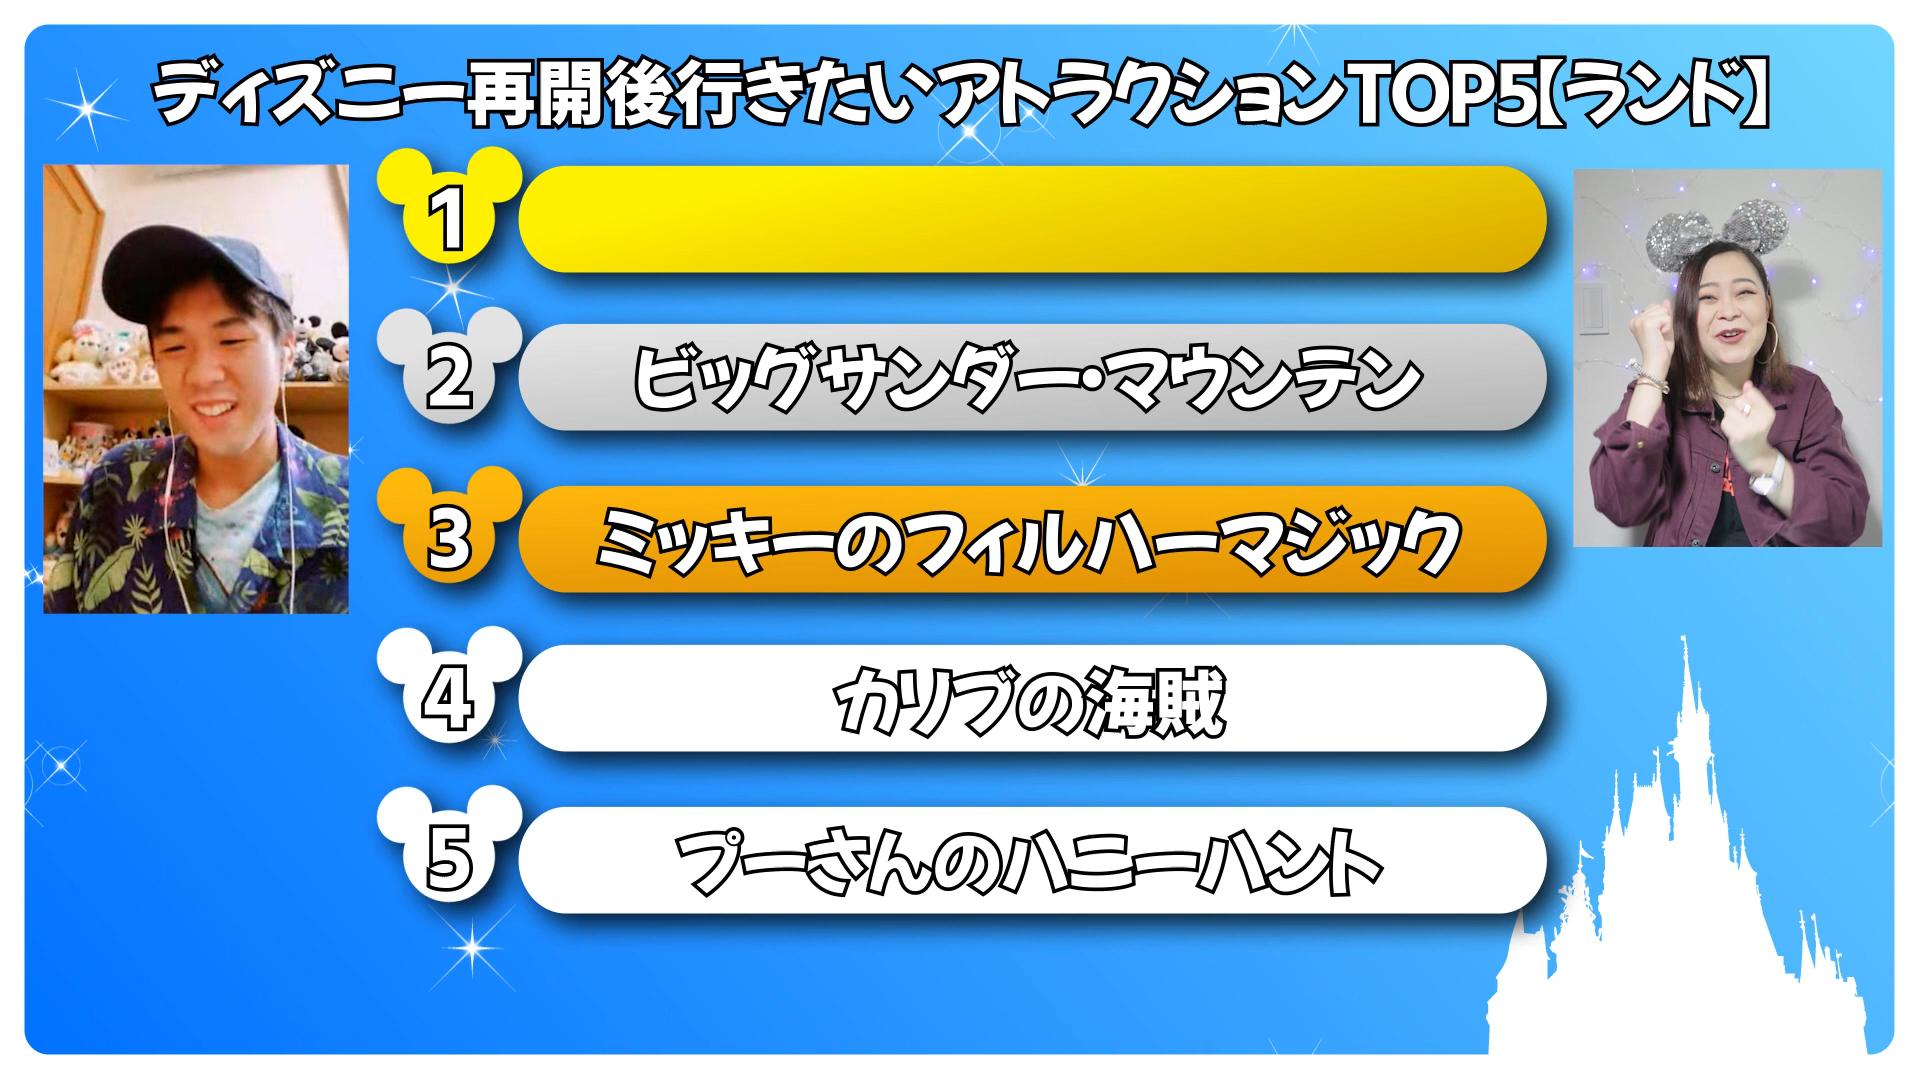 ディズニー再開後行きたいアトラクションTOP5【ランド】
1
2 ビッグサンダー・マウンテン
3 ミッキーのフィルハーマジック
4 カリブの海賊
5 プーさんのハニーハント